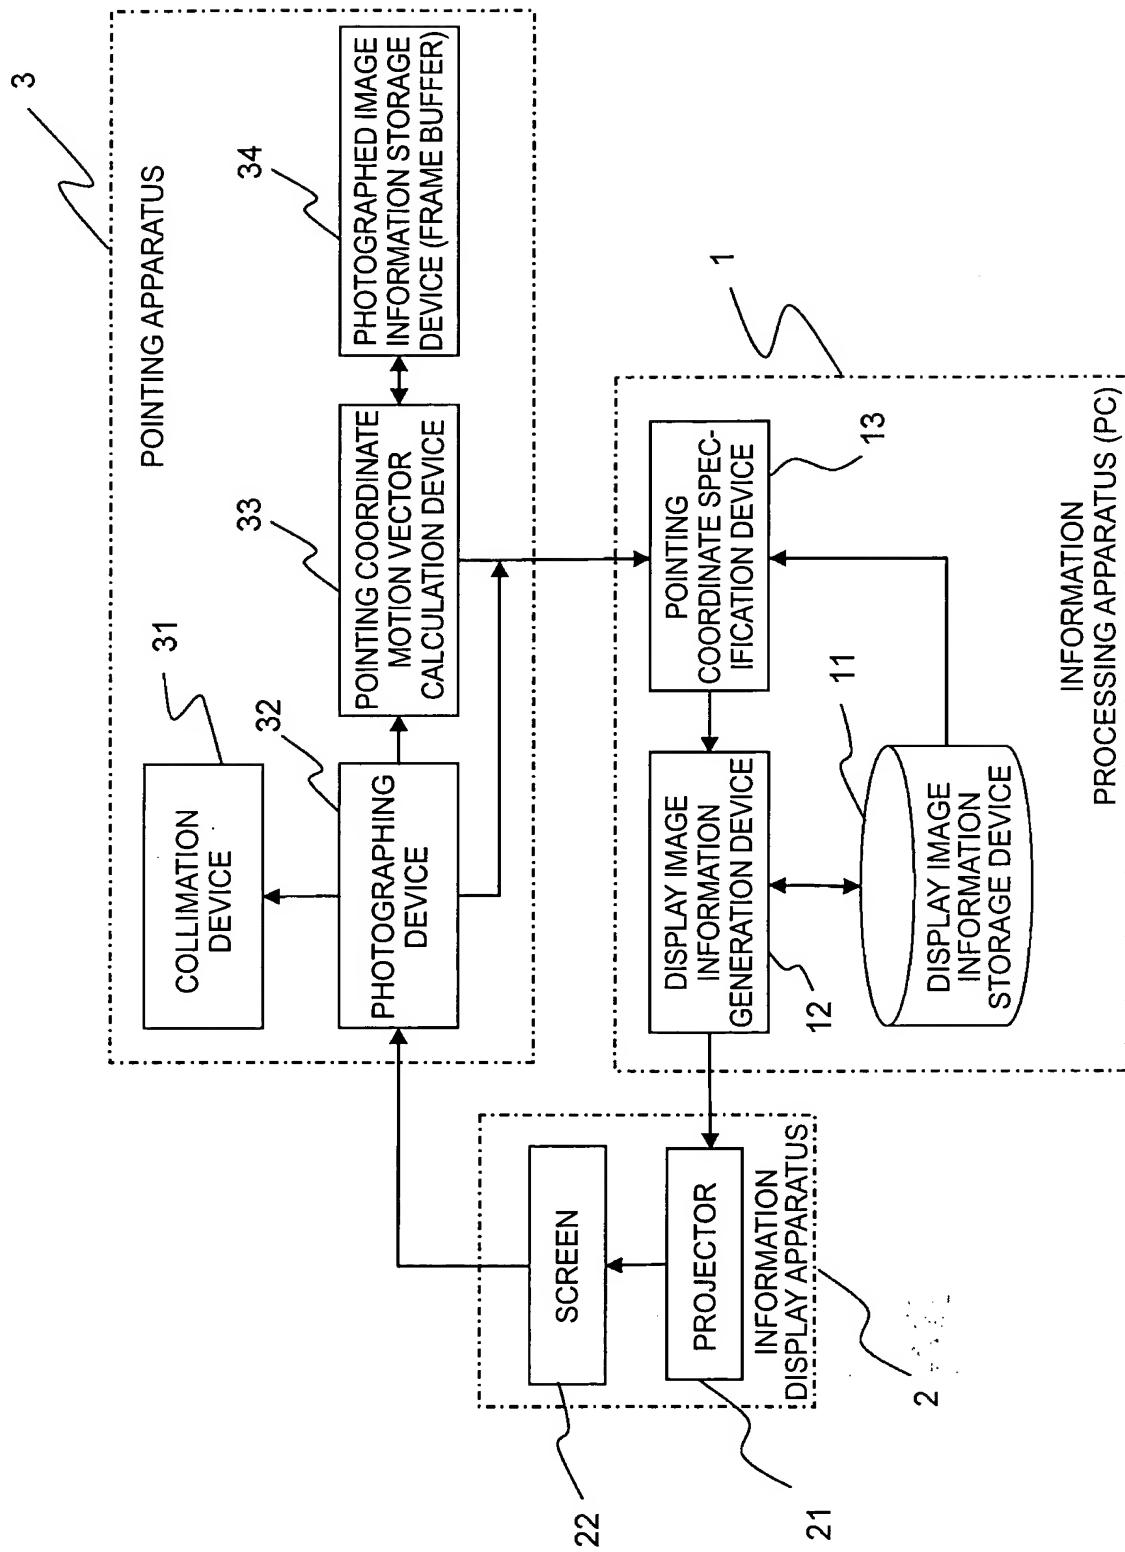 3
POINTING APPARATUS
31
COLLIMATION
DEVICE
32
PHOTOGRAPHING
DEVICE
33
POINTING COORDINATE
MOTION VECTOR
CALCULATION DEVICE
34
PHOTOGRAPHED IMAGE
INFORMATION STORAGE
DEVICE (FRAME BUFFER)
22
SCREEN
21
PROJECTOR
INFORMATION
DISPLAY APPARATUS
2
1
12
DISPLAY IMAGE
INFORMATION
GENERATION DEVICE
13
POINTING
COORDINATE SPEC-
IFICATION DEVICE
11
DISPLAY IMAGE
INFORMATION
STORAGE DEVICE
INFORMATION
PROCESSING APPARATUS (PC)